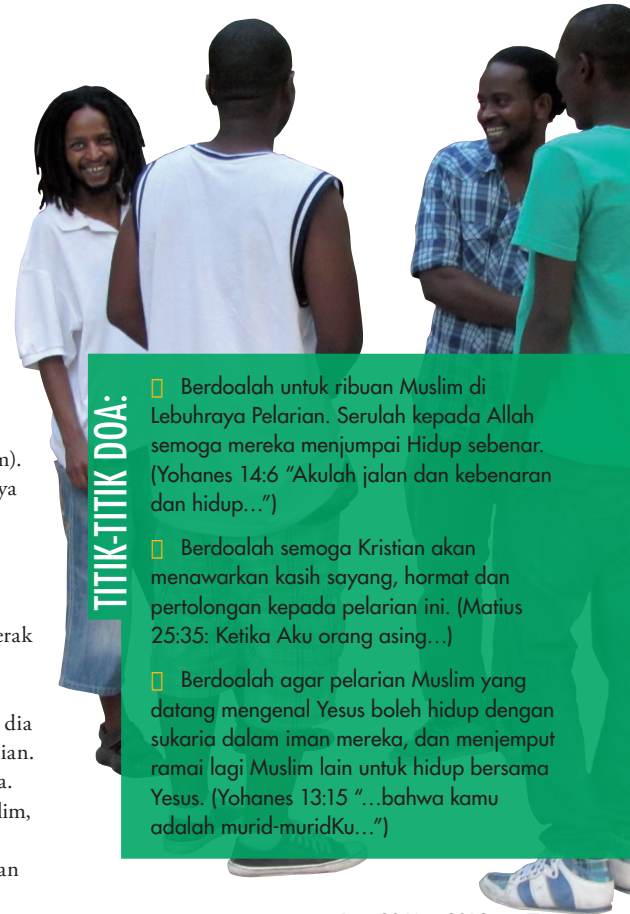 m).
ya
erak
dia
ian.
a.
lim,
an
TITIK-TITIK DOA:
Berdoalah untuk ribuan Muslim di
Lebuhraya Pelarian. Serulah kepada Allah
semoga mereka menjumpai Hidup sebenar.
(Yohanes 14:6 “Akulah jalan dan kebenaran
dan hidup…”)
Berdoalah semoga Kristian akan
menawarkan kasih sayang, hormat dan
pertolongan kepada pelarian ini. (Matius
25:35: Ketika Aku orang asing…)
Berdoalah agar pelarian Muslim yang
datang mengenal Yesus boleh hidup dengan
sukaria dalam iman mereka, dan menjemput
ramai lagi Muslim lain untuk hidup bersama
Yesus. (Yohanes 13:15 “…bahwa kamu
adalah murid-muridKu…”)